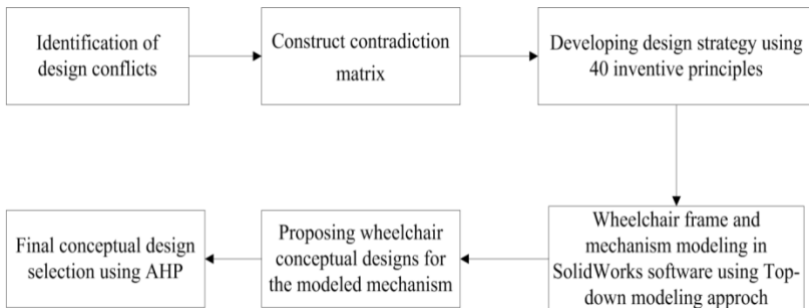 Identification of
design conflicts
Construct contradiction
matrix
Developing design strategy using
40 inventive principles
Wheelchair frame and
mechanism modeling in
SolidWorks software using Top-
down modeling approch
Proposing wheelchair
conceptual designs for
the modeled mechanism
Final conceptual design
selection using AHP